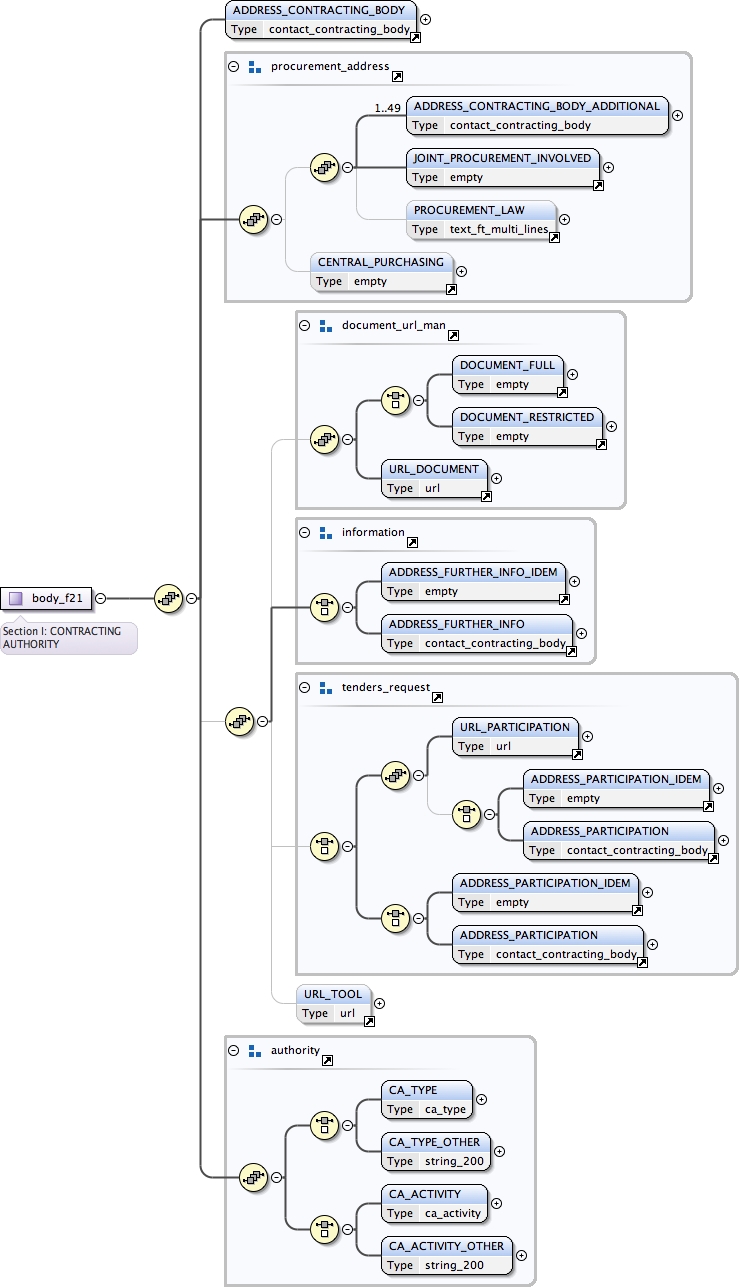 ADDRESS_CONTRACTING_BODY
Type contact_contracting_body
procurement_address
1..49
ADDRESS_CONTRACTING_BODY_ADDITIONAL
Type contact_contracting_body
JOINT_PROCUREMENT_INVOLVED
Type empty
PROCUREMENT_LAW
Type text_ft_multi_lines
CENTRAL_PURCHASING
Type empty
document_url_man
DOCUMENT_FULL
Type empty
DOCUMENT_RESTRICTED
Type empty
URL_DOCUMENT
Type url
information
ADDRESS_FURTHER_INFO_IDEM
Type empty
ADDRESS_FURTHER_INFO
Type contact_contracting_body
body_f21
Section I: CONTRACTING
AUTHORITY
tenders_request
URL_PARTICIPATION
Type url
ADDRESS_PARTICIPATION_IDEM
Type empty
ADDRESS_PARTICIPATION
Type contact_contracting_body
ADDRESS_PARTICIPATION_IDEM
Type empty
ADDRESS_PARTICIPATION
Type contact_contracting_body
URL_TOOL
Type url
authority
CA_TYPE
Type ca_type
CA_TYPE_OTHER
Type string_200
CA_ACTIVITY
Type ca_activity
CA_ACTIVITY_OTHER
Type string_200